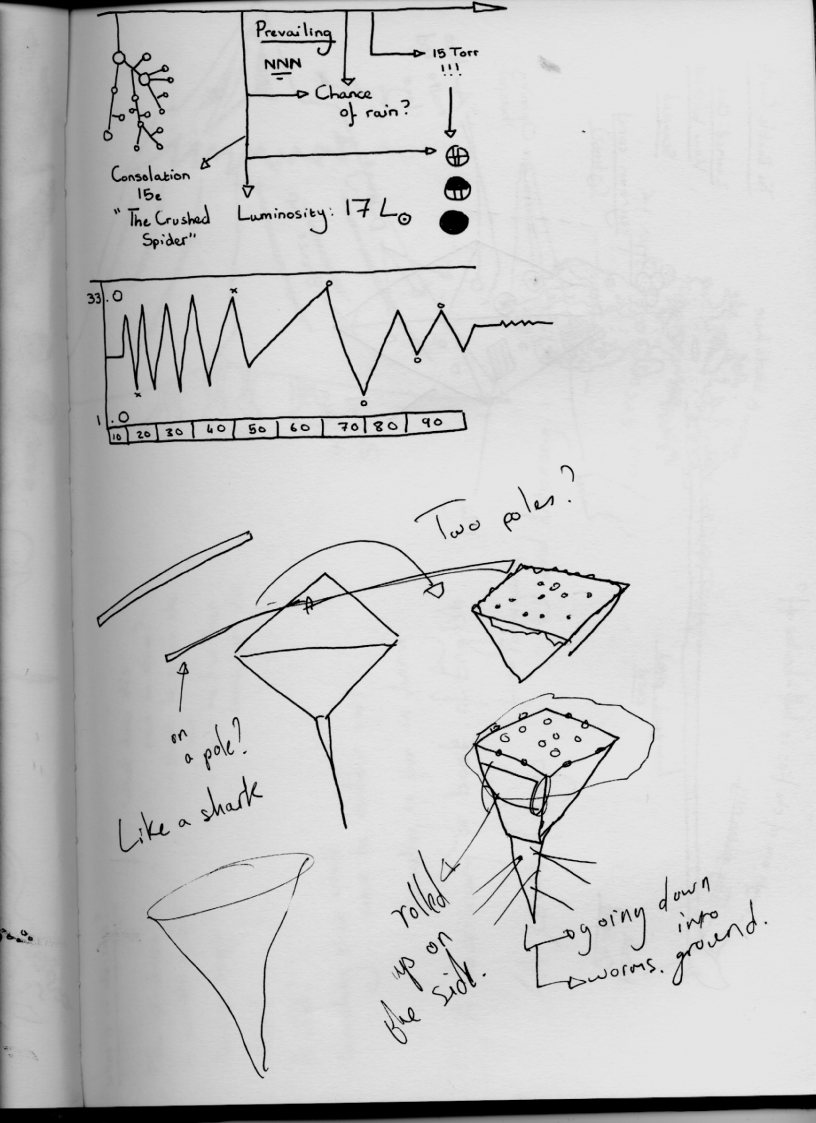 Prevailing
NNN
15 Torr
!!!
Chance
of rain?
Consolation
15e
"The Crushed
Spider"
Luminosity: 17 L⊙
33.0
1.0
10 20 30 40 50 60 70 80 90
Two poles?
on
a pole?
Like a shark
rolled
up on
the side.
going down
into
ground.
worms.